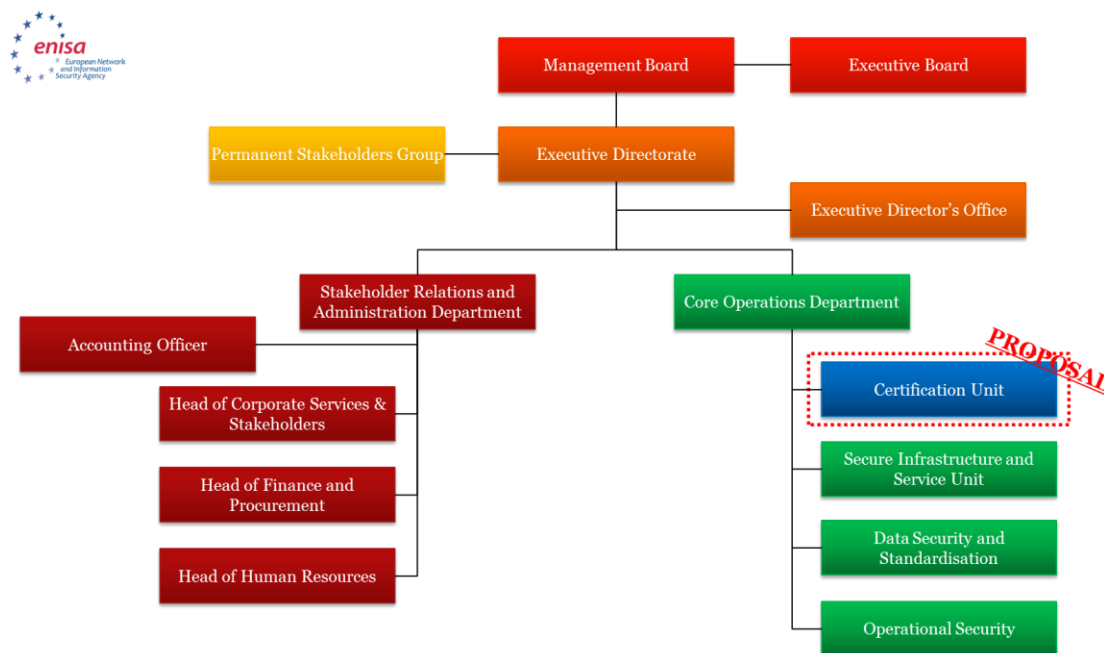 enisa
European Network
and Information
Security Agency
Management Board
Executive Board
Permanent Stakeholders Group
Executive Directorate
Executive Director's Office
Stakeholder Relations and
Administration Department
Core Operations Department
Accounting Officer
PROPOSAL
Certification Unit
Head of Corporate Services &
Stakeholders
Secure Infrastructure and
Service Unit
Head of Finance and
Procurement
Data Security and
Standardisation
Head of Human Resources
Operational Security